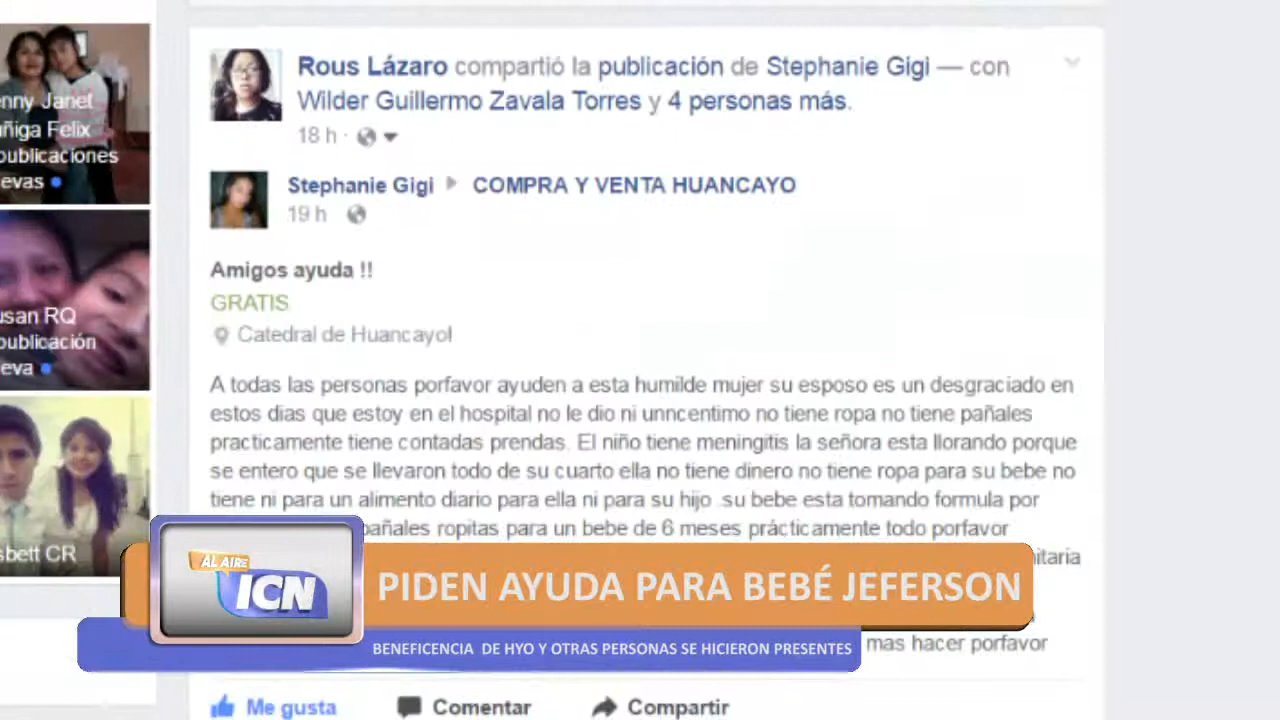 enny Janet
uñiga Felix
publicaciones
evas
usan RQ
publicación
eva
sbett CR
Rous Lázaro compartió la publicación de Stephanie Gigi — con
Wilder Guillermo Zavala Torres y 4 personas más.
18 h ·
Stephanie Gigi ▶ COMPRA Y VENTA HUANCAYO
19 h
Amigos ayuda !!
GRATIS
Catedral de Huancayol
A todas las personas porfavor ayuden a esta humilde mujer su esposo es un desgraciado en
estos dias que estoy en el hospital no le dio ni unncentimo no tiene ropa no tiene pañales
practicamente tiene contadas prendas. El niño tiene meningitis la señora esta llorando porque
se entero que se llevaron todo de su cuarto ella no tiene dinero no tiene ropa para su bebe no
tiene ni para un alimento diario para ella ni para su hijo .su bebe esta tomando formula por
pañales ropitas para un bebe de 6 meses prácticamente todo porfavor
nitaria
mas hacer porfavor
AL AIRE
ICN
PIDEN AYUDA PARA BEBÉ JEFERSON
BENEFICENCIA DE HYO Y OTRAS PERSONAS SE HICIERON PRESENTES
Me gusta
Comentar
Compartir